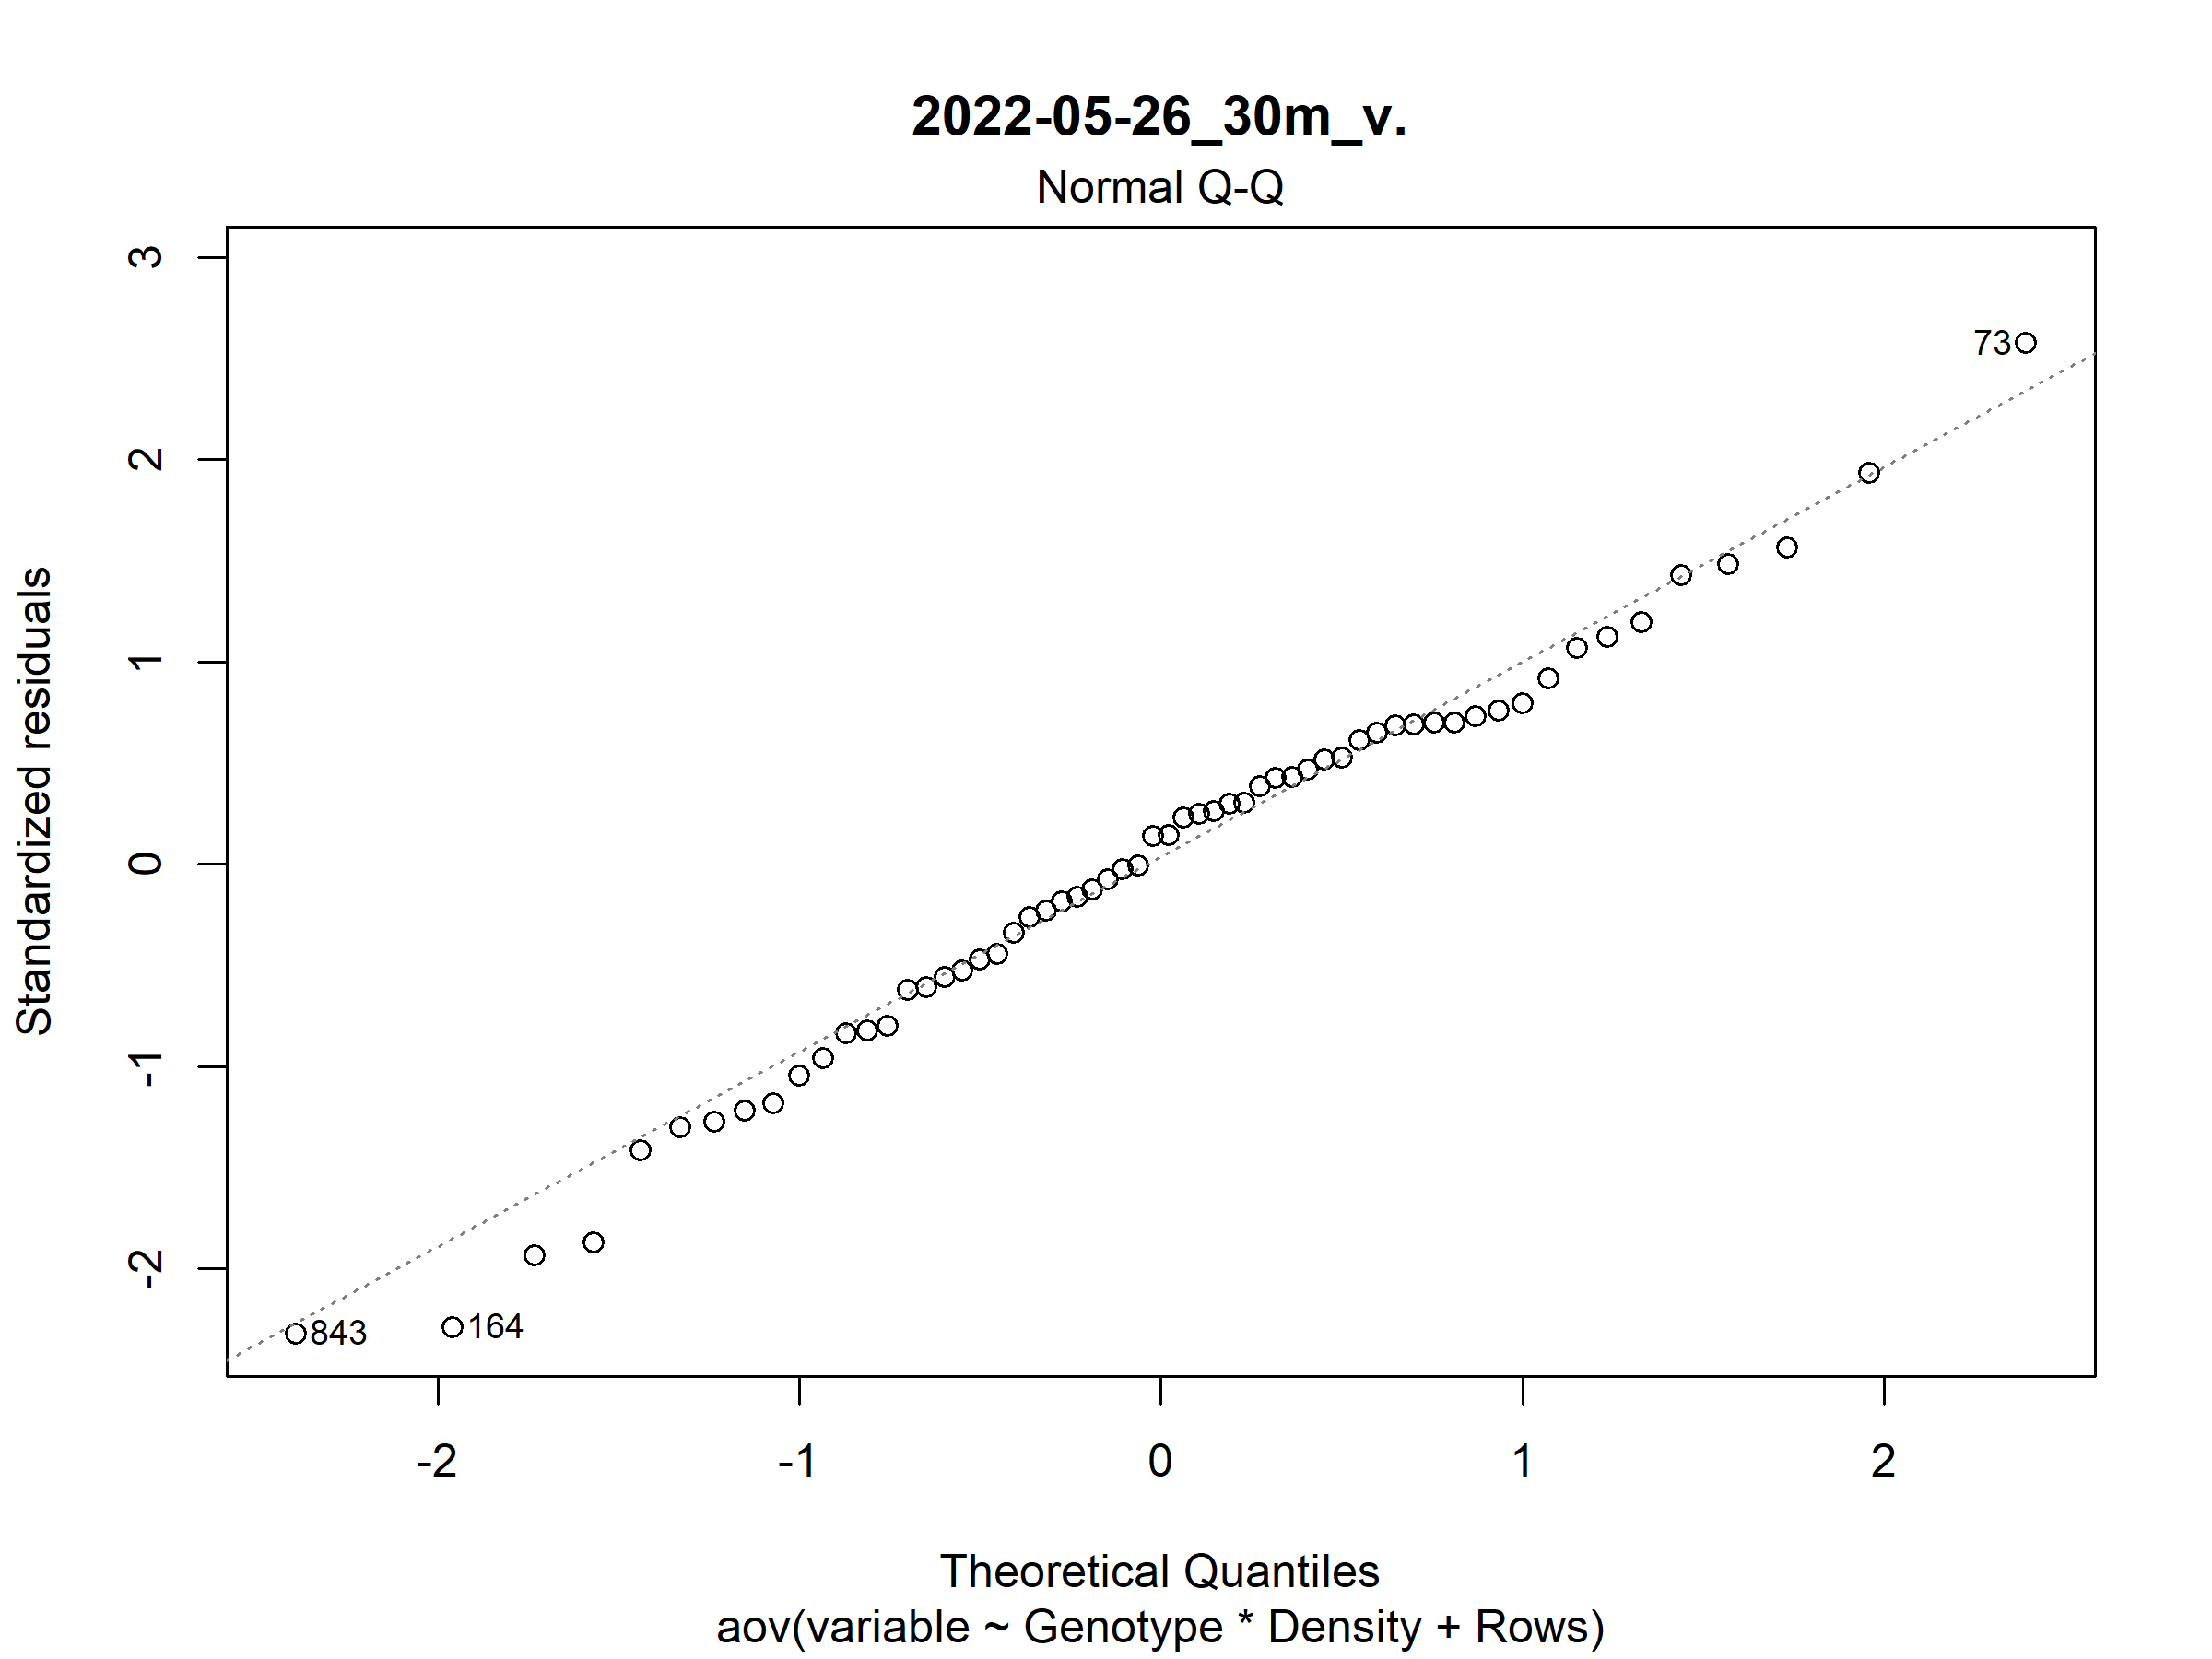 2022-05-26_30m_v.
Normal Q-Q
3
2
1
0
-1
-2
Standardized residuals
73
843
164
-2
-1
0
1
2
Theoretical Quantiles
aov(variable ~ Genotype * Density + Rows)